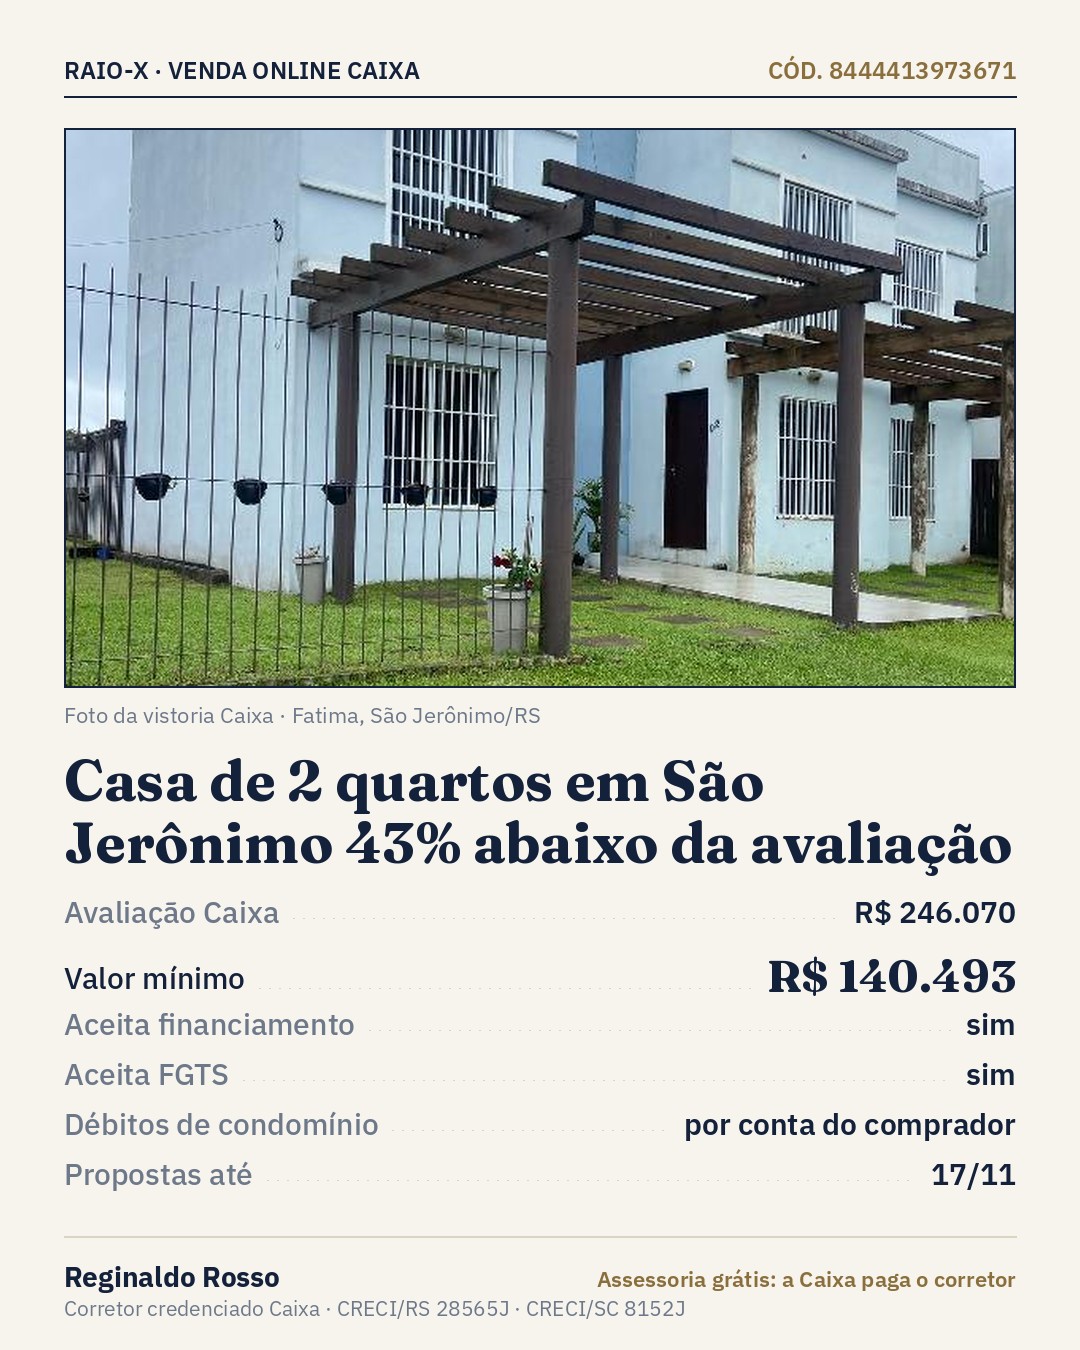 RAIO-X · VENDA ONLINE CAIXA
CÓD. 8444413973671
Foto da vistoria Caixa · Fatima, São Jerônimo/RS
Casa de 2 quartos em São
Jerônimo 43% abaixo da avaliação
Avaliação Caixa R$ 246.070
Valor mínimo R$ 140.493
Aceita financiamento sim
Aceita FGTS sim
Débitos de condomínio por conta do comprador
Propostas até 17/11
Reginaldo Rosso
Assessoria grátis: a Caixa paga o corretor
Corretor credenciado Caixa · CRECI/RS 28565J · CRECI/SC 8152J